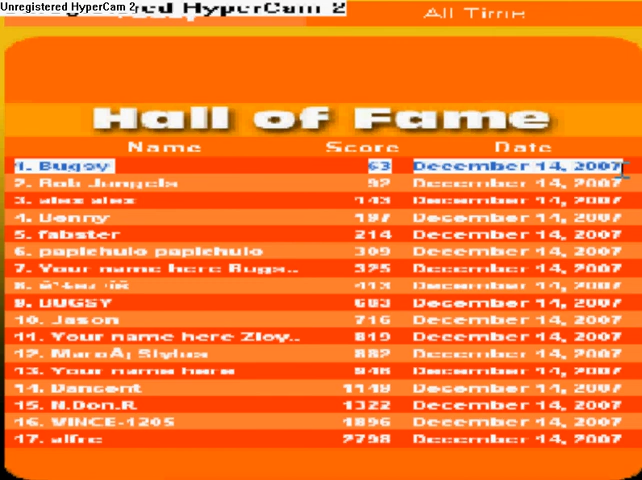 Unregistered HyperCam 2
red HyperCam 2
All Time
Hall of Fame
Name Score Date
1. Bugsy 63 December 14, 2007
2. Rob Jungels 92 December 14, 2007
3. alex alex 143 December 14, 2007
4. Denny 197 December 14, 2007
5. fabster 214 December 14, 2007
6. papichulo papichulo 309 December 14, 2007
7. Your name here Bugs.. 325 December 14, 2007
8. 413 December 14, 2007
9. BUGSY 683 December 14, 2007
10. Jason 716 December 14, 2007
11. Your name here Zloy.. 819 December 14, 2007
12. 882 December 14, 2007
13. Your name here 946 December 14, 2007
14. Dancent 1149 December 14, 2007
15. N.Don.R 1322 December 14, 2007
16. VINCE-1205 1896 December 14, 2007
17. alfre 2798 December 14, 2007